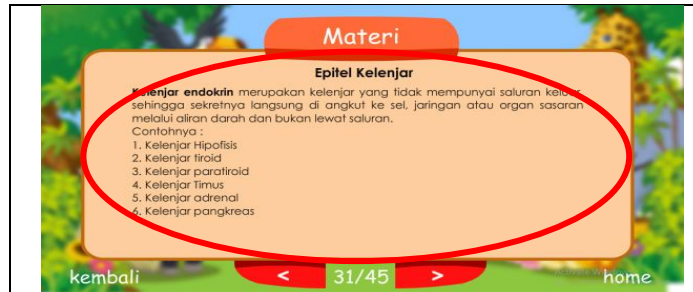 Materi
Epitel Kelenjar
Kelenjar endokrin merupakan kelenjar yang tidak mempunyai saluran keluar
sehingga sekretnya langsung di angkut ke sel, jaringan atau organ sasaran
melalui aliran darah dan bukan lewat saluran.
Contohnya :
1. Kelenjar Hipofisis
2. Kelenjar tiroid
3. Kelenjar paratiroid
4. Kelenjar Timus
5. Kelenjar adrenal
6. Kelenjar pangkreas
kembali < 31/45 > home